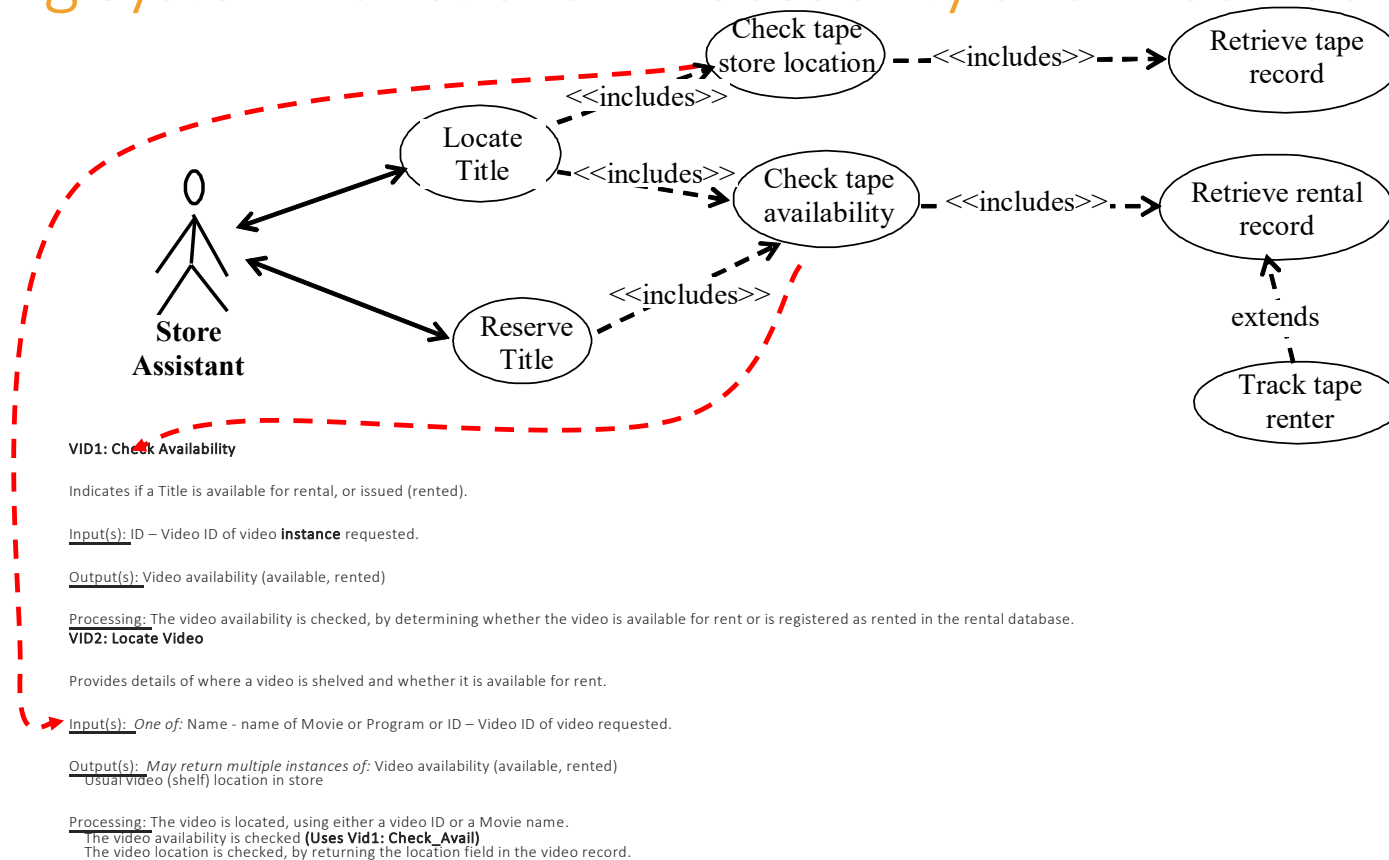 Check tape
store location
<<includes>>
Retrieve tape
record
<<includes>>
Locate
Title
<<includes>>
Check tape
availability
<<includes>>
Retrieve rental
record
<<includes>>
Reserve
Title
Store
Assistant
extends
Track tape
renter
VID1: Check Availability
Indicates if a Title is available for rental, or issued (rented).
Input(s): ID – Video ID of video instance requested.
Output(s): Video availability (available, rented)
Processing: The video availability is checked, by determining whether the video is available for rent or is registered as rented in the rental database.
VID2: Locate Video
Provides details of where a video is shelved and whether it is available for rent.
Input(s): One of: Name - name of Movie or Program or ID – Video ID of video requested.
Output(s): May return multiple instances of: Video availability (available, rented)
Usual video (shelf) location in store
Processing: The video is located, using either a video ID or a Movie name.
The video availability is checked (Uses Vid1: Check_Avail)
The video location is checked, by returning the location field in the video record.